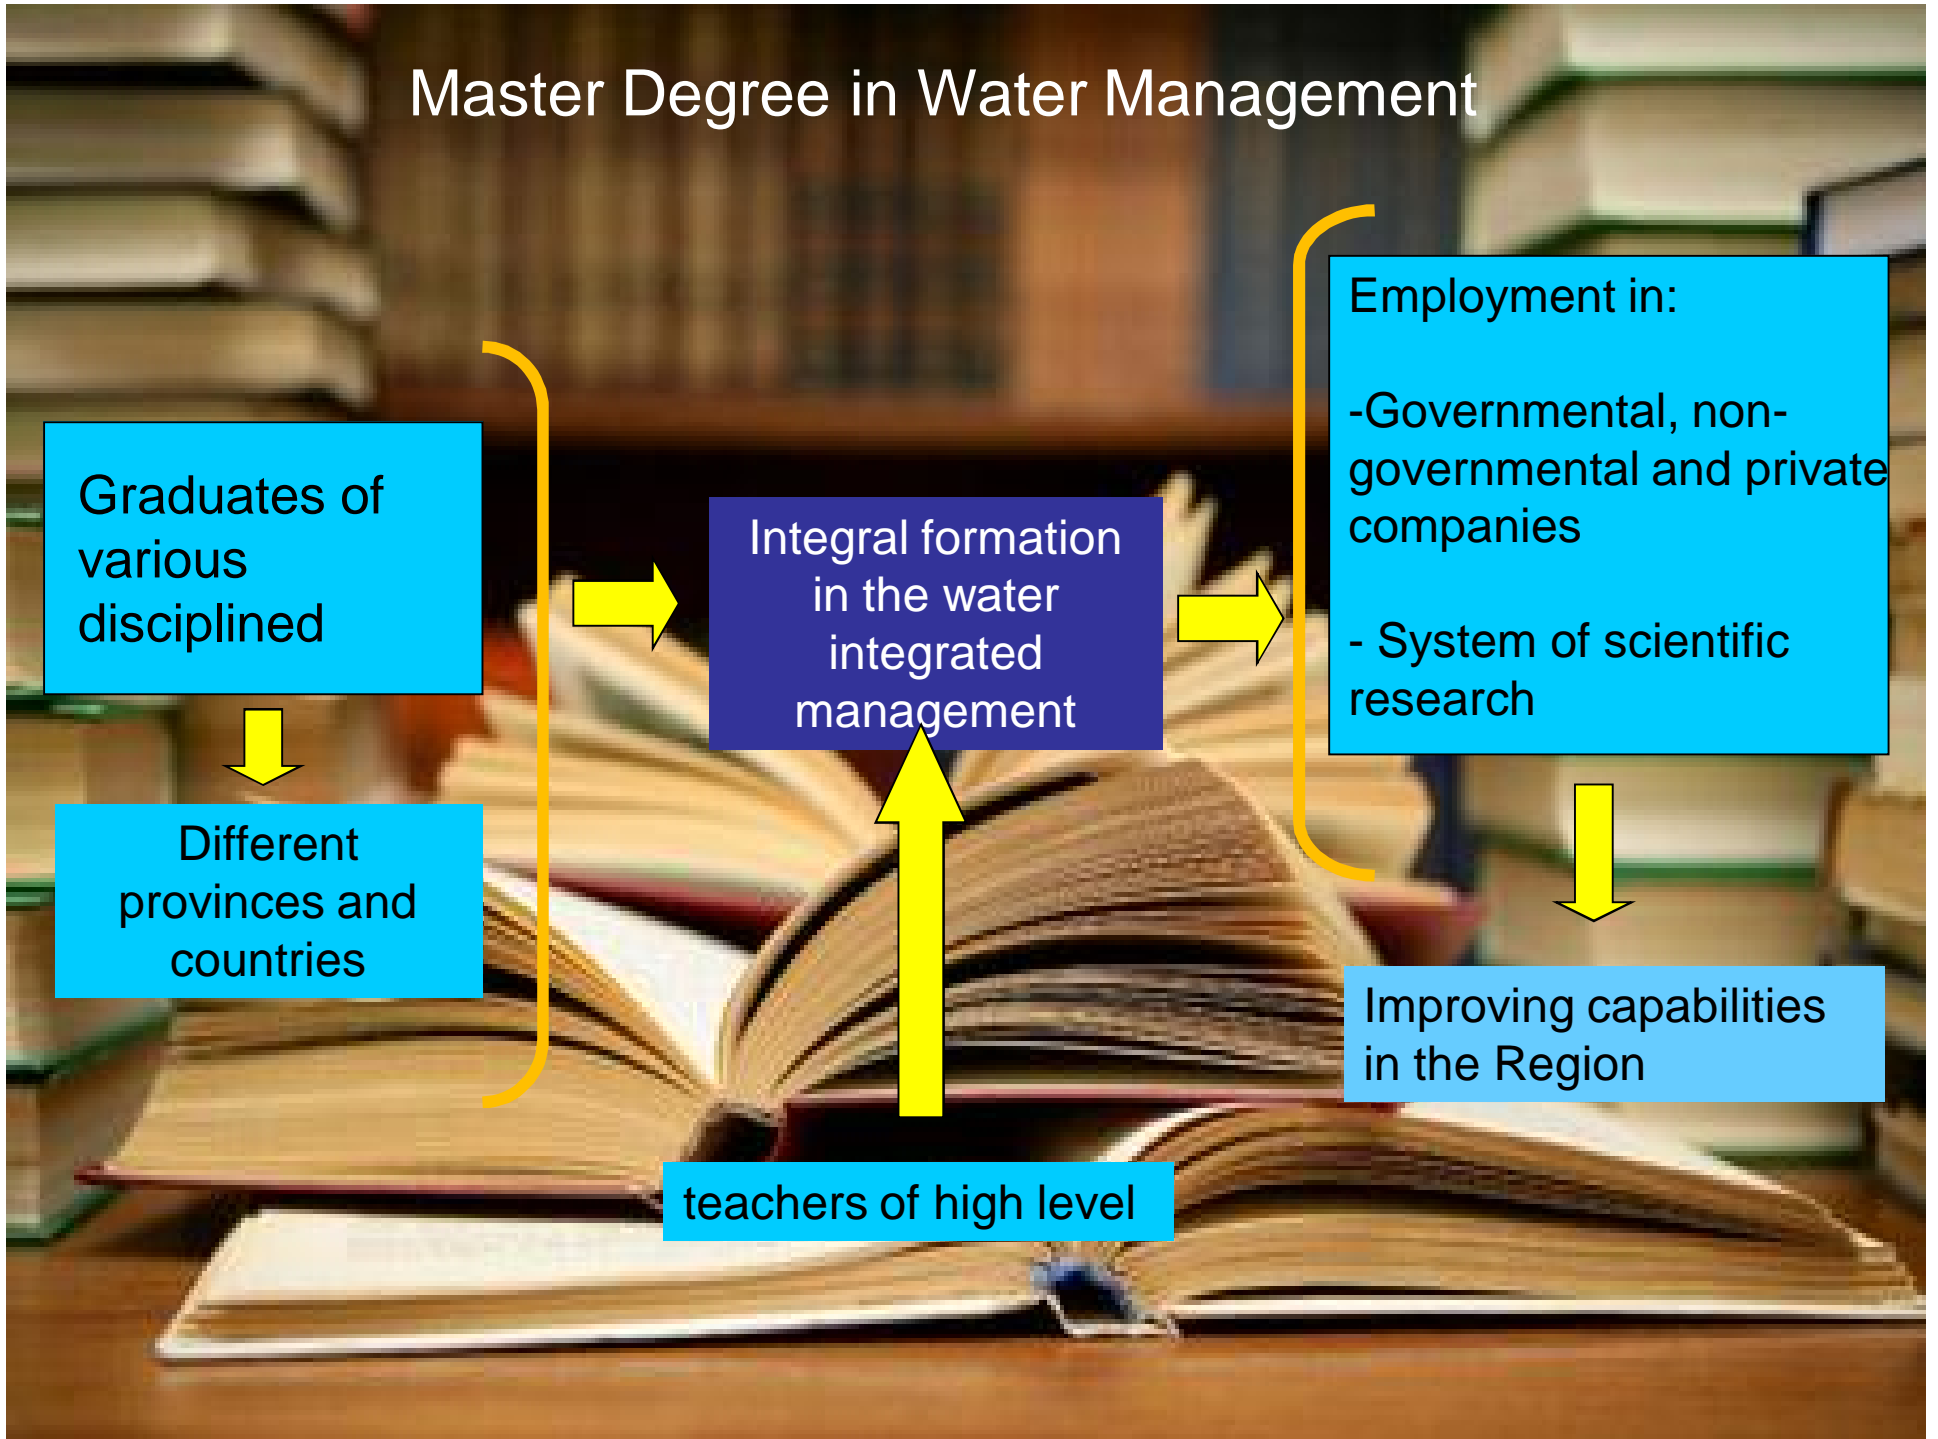 Master Degree in Water Management
Graduates of
various
disciplined
Different
provinces and
countries
Integral formation
in the water
integrated
management
teachers of high level
Employment in:
-Governmental, non-
governmental and private
companies
- System of scientific
research
Improving capabilities
in the Region